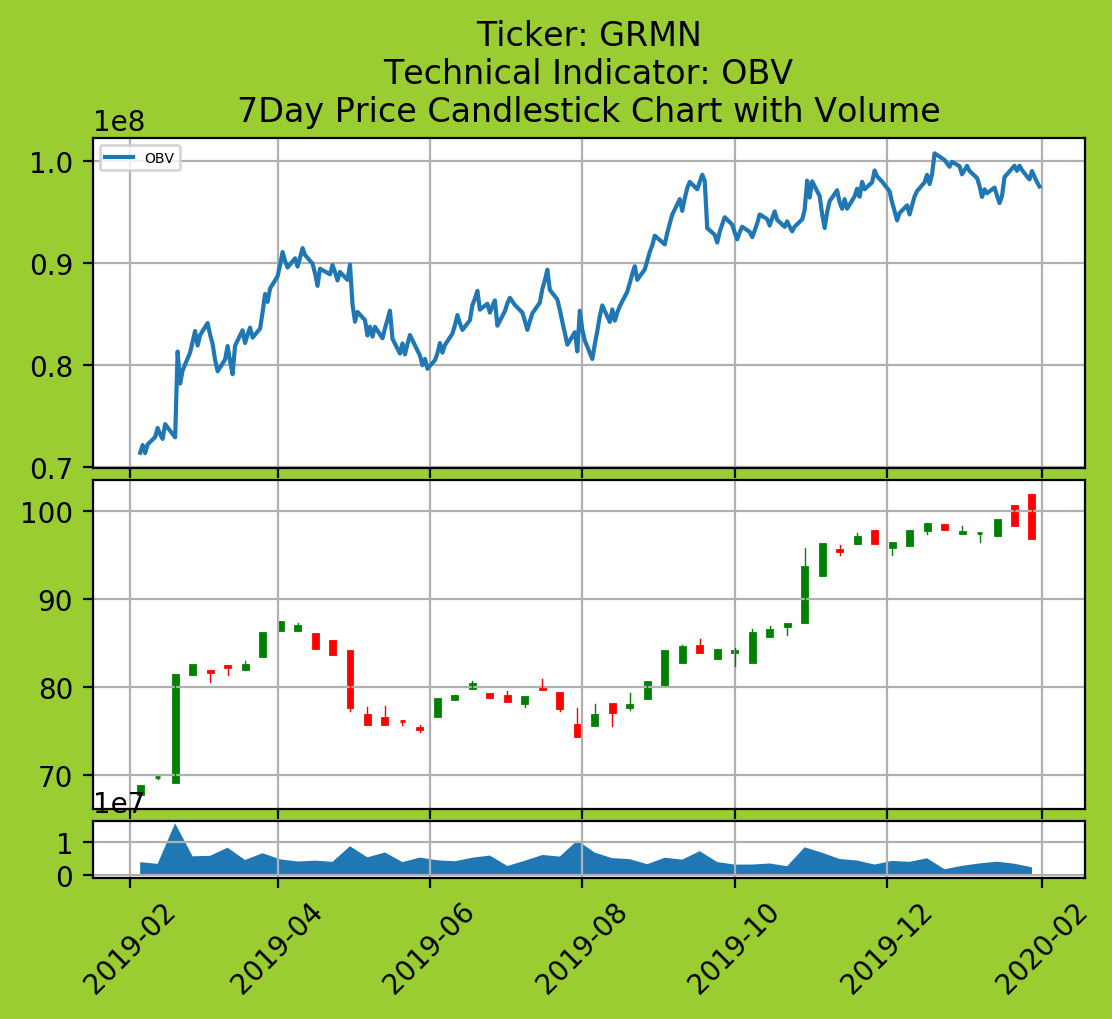 Ticker: GRMN
Technical Indicator: OBV
7Day Price Candlestick Chart with Volume
1e8
OBV
1.0
0.9
0.8
0.7
100
90
80
70
1e7
1
0
2019-02
2019-04
2019-06
2019-08
2019-10
2019-12
2020-02